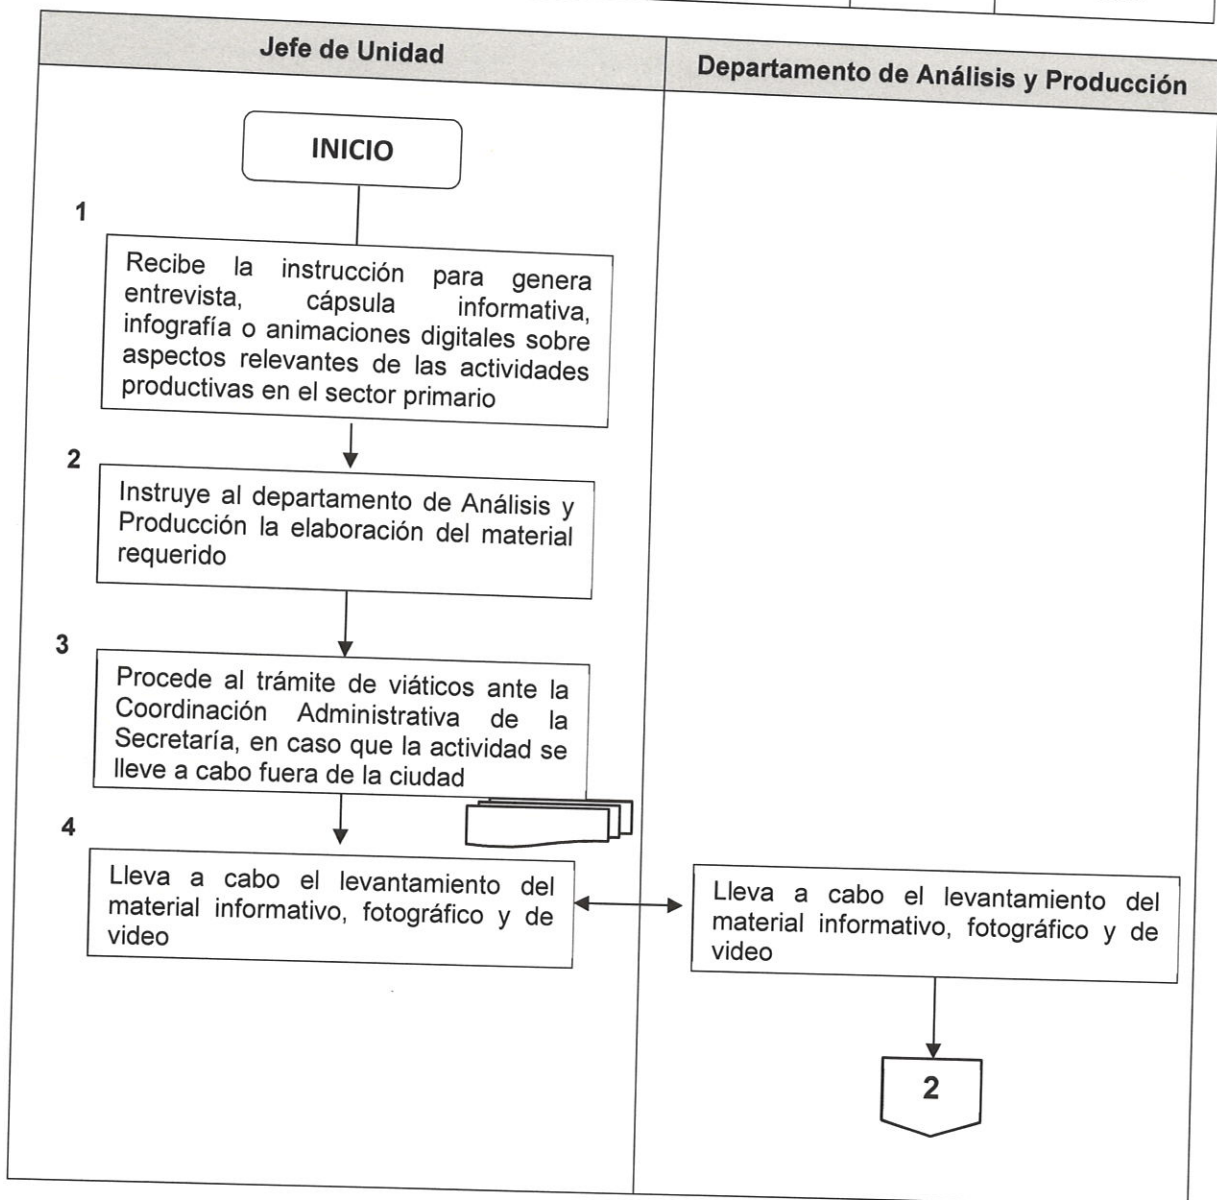 Jefe de Unidad
Departamento de Análisis y Producción
INICIO
1
Recibe la instrucción para genera
entrevista, cápsula informativa,
infografía o animaciones digitales sobre
aspectos relevantes de las actividades
productivas en el sector primario
2
Instruye al departamento de Análisis y
Producción la elaboración del material
requerido
3
Procede al trámite de viáticos ante la
Coordinación Administrativa de la
Secretaría, en caso que la actividad se
lleve a cabo fuera de la ciudad
4
Lleva a cabo el levantamiento del
material informativo, fotográfico y de
video
Lleva a cabo el levantamiento del
material informativo, fotográfico y de
video
2